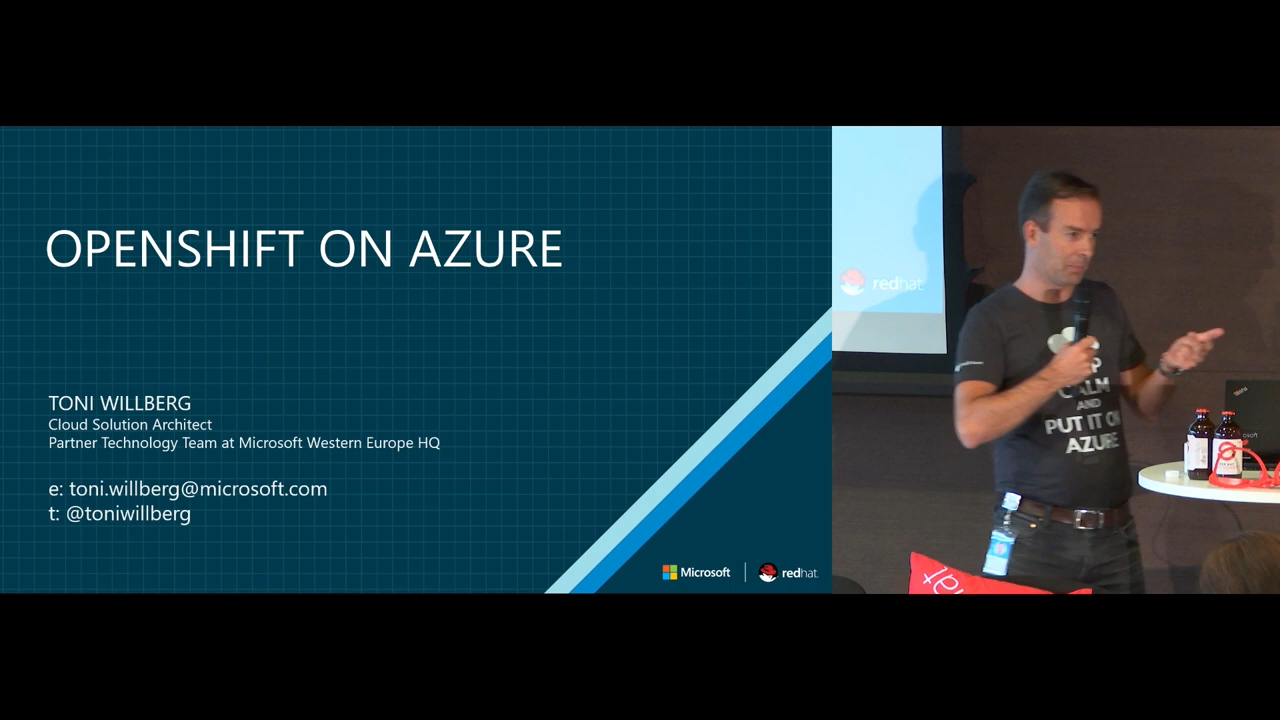 OPENSHIFT ON AZURE
TONI WILLBERG
Cloud Solution Architect
Partner Technology Team at Microsoft Western Europe HQ
e: toni.willberg@microsoft.com
t: @toniwillberg
Microsoft
redhat.
redhat.
CALM
AND
PUT IT ON
AZURE